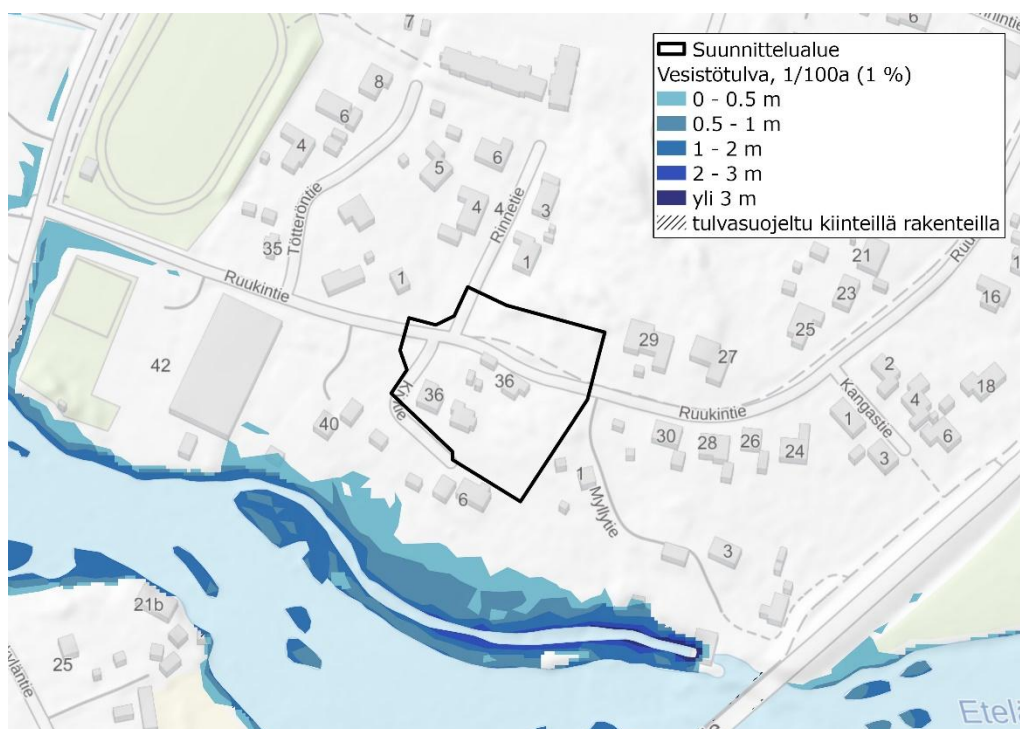 Suunnittelualue
Vesistötulva, 1/100a (1 %)
0 - 0.5 m
0.5 - 1 m
1 - 2 m
2 - 3 m
yli 3 m
tulvasuojeltu kiinteillä rakenteilla
7
6
8
6
4
5
6
4
4
3
1
35
1
Tötteröntie
Rinnetie
Ruukintie
21
23
25
16
29
27
42
36
36
40
6
Ruukintie
30
28
26
24
1
Myllytie
3
2
4
18
1
6
3
Kangastie
21b
25